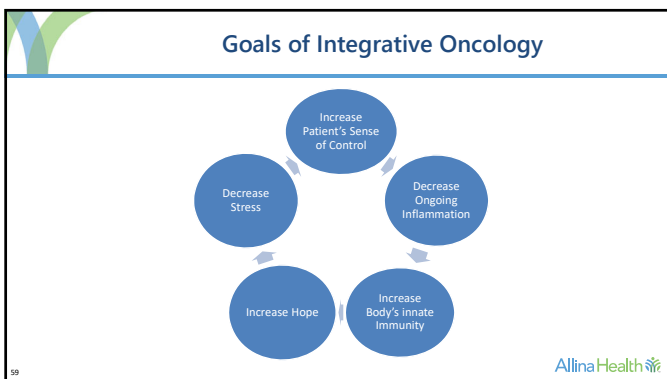 Goals of Integrative Oncology
Increase
Patient's Sense
of Control
Decrease
Ongoing
Inflammation
Increase
Body's innate
Immunity
Increase Hope
Decrease
Stress
59
AllinaHealth